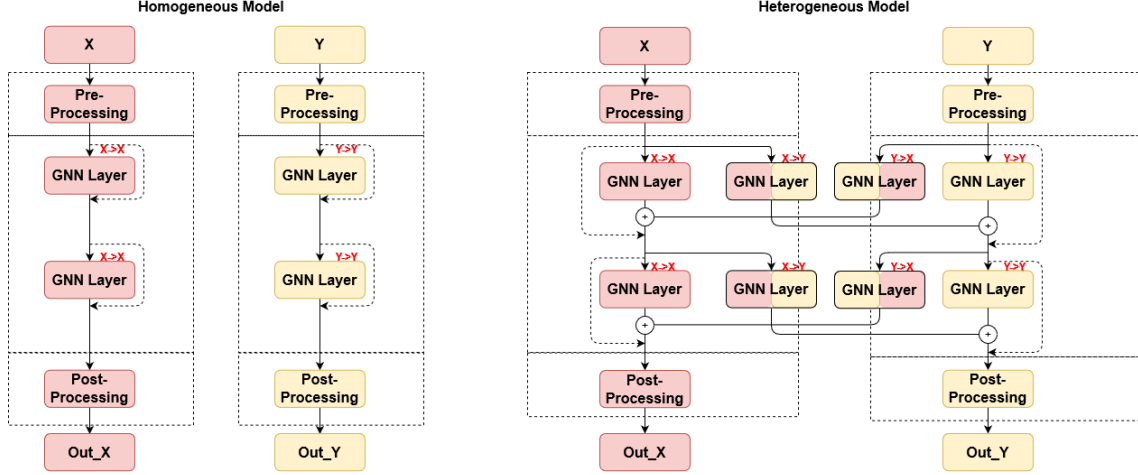 Homogeneous Model
Heterogeneous Model
X
Y
X
Y
Pre-
Processing
Pre-
Processing
Pre-
Processing
Pre-
Processing
X->X
Y->Y
X->X
X->Y
Y->X
Y->Y
GNN Layer
GNN Layer
GNN Layer
GNN Layer
GNN Layer
GNN Layer
+
+
X->X
Y->Y
X->X
X->Y
Y->X
Y->Y
GNN Layer
GNN Layer
GNN Layer
GNN Layer
GNN Layer
GNN Layer
+
+
Post-
Processing
Post-
Processing
Post-
Processing
Post-
Processing
Out_X
Out_Y
Out_X
Out_Y